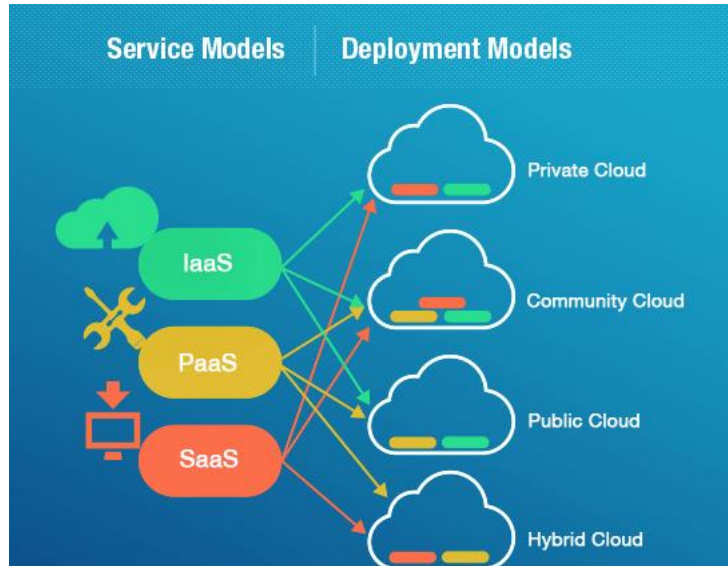 Service Models
Deployment Models
IaaS
PaaS
SaaS
Private Cloud
Community Cloud
Public Cloud
Hybrid Cloud